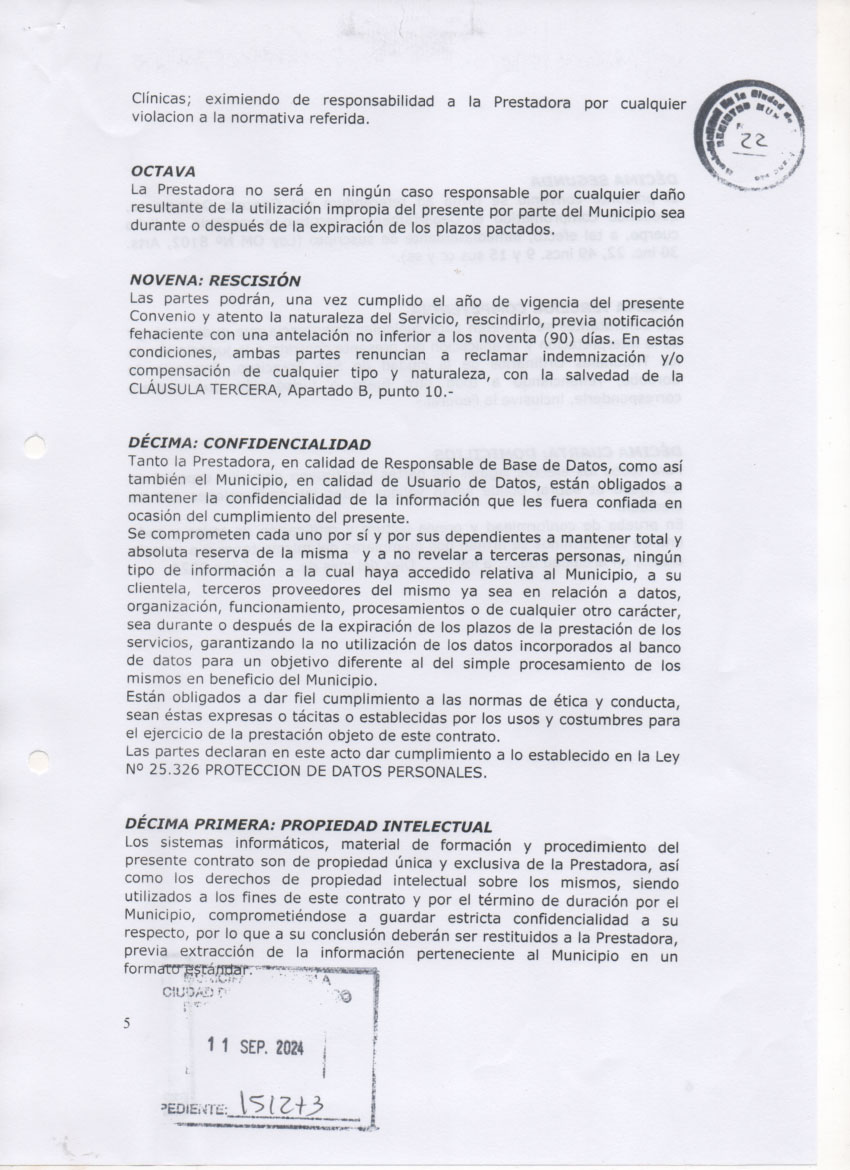 Clínicas; eximiendo de responsabilidad a la Prestadora por cualquier
violacion a la normativa referida.
de la Ciudad de
REGISTRO MUN
22
OCTAVA
La Prestadora no será en ningún caso responsable por cualquier daño
resultante de la utilización impropia del presente por parte del Municipio sea
durante o después de la expiración de los plazos pactados.
NOVENA: RESCISIÓN
Las partes podrán, una vez cumplido el año de vigencia del presente
Convenio y atento la naturaleza del Servicio, rescindirlo, previa notificación
fehaciente con una antelación no inferior a los noventa (90) días. En estas
condiciones, ambas partes renuncian a reclamar indemnización y/o
compensación de cualquier tipo y naturaleza, con la salvedad de la
CLÁUSULA TERCERA, Apartado B, punto 10.-
DÉCIMA: CONFIDENCIALIDAD
Tanto la Prestadora, en calidad de Responsable de Base de Datos, como así
también el Municipio, en calidad de Usuario de Datos, están obligados a
mantener la confidencialidad de la información que les fuera confiada en
ocasión del cumplimiento del presente.
Se comprometen cada uno por sí y por sus dependientes a mantener total y
absoluta reserva de la misma y a no revelar a terceras personas, ningún
tipo de información a la cual haya accedido relativa al Municipio, a su
clientela, terceros proveedores del mismo ya sea en relación a datos,
organización, funcionamiento, procesamientos o de cualquier otro carácter,
sea durante o después de la expiración de los plazos de la prestación de los
servicios, garantizando la no utilización de los datos incorporados al banco
de datos para un objetivo diferente al del simple procesamiento de los
mismos en beneficio del Municipio.
Están obligados a dar fiel cumplimiento a las normas de ética y conducta,
sean éstas expresas o tácitas o establecidas por los usos y costumbres para
el ejercicio de la prestación objeto de este contrato.
Las partes declaran en este acto dar cumplimiento a lo establecido en la Ley
Nº 25.326 PROTECCION DE DATOS PERSONALES.
DÉCIMA PRIMERA: PROPIEDAD INTELECTUAL
Los sistemas informáticos, material de formación y procedimiento del
presente contrato son de propiedad única y exclusiva de la Prestadora, así
como los derechos de propiedad intelectual sobre los mismos, siendo
utilizados a los fines de este contrato y por el término de duración por el
Municipio, comprometiéndose a guardar estricta confidencialidad a su
respecto, por lo que a su conclusión deberán ser restituidos a la Prestadora,
previa extracción de la información perteneciente al Municipio en un
formato estándar.
CIUDAD
5
11 SEP. 2024
PEDIENTE: 151273